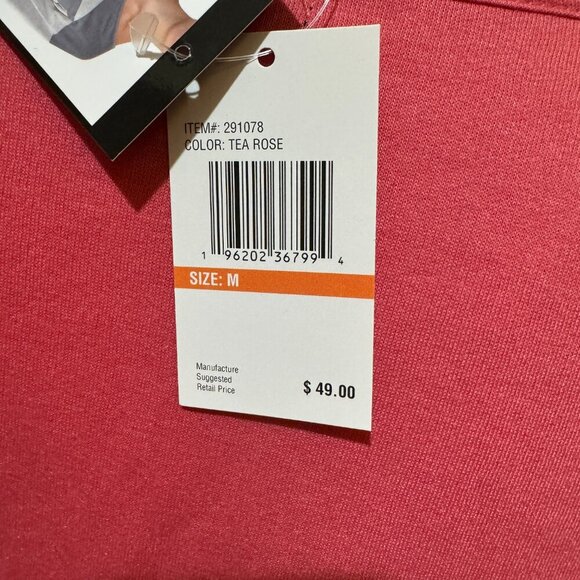 ITEM#: 291078
COLOR: TEA ROSE
1 96202 36799 4
SIZE: M
Manufacture
Suggested
Retail Price
$ 49.00